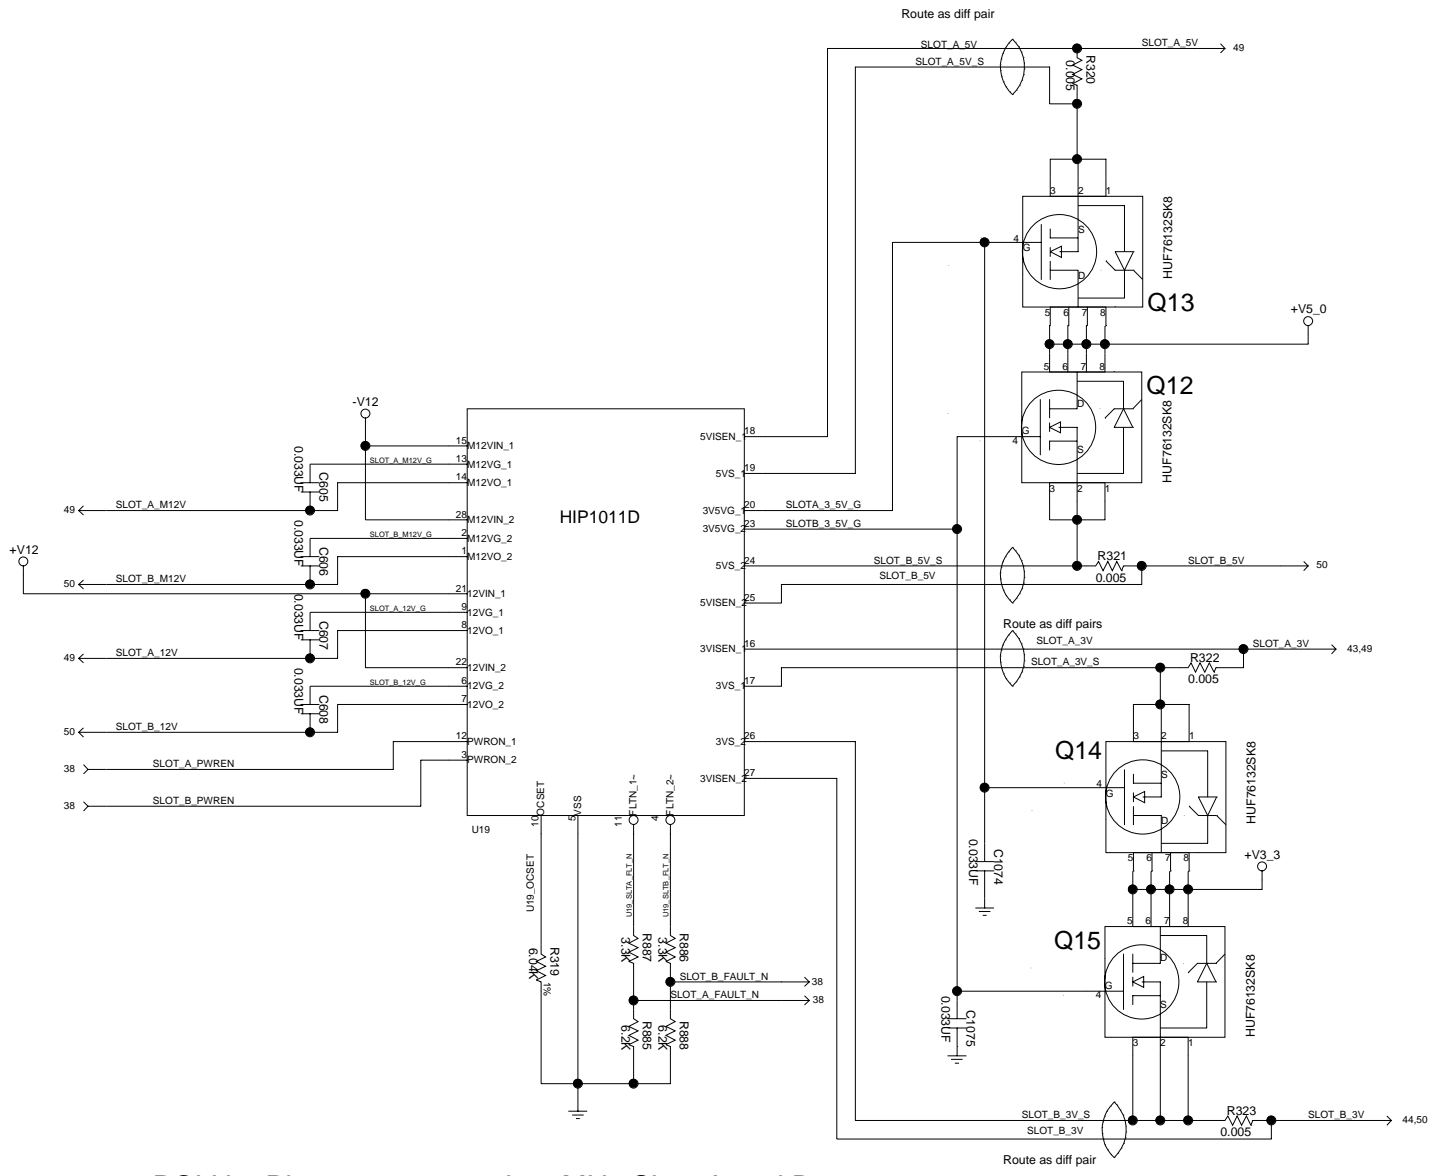 Route as diff pair
SLOT_A_5V
SLOT_A_5V
49
SLOT_A_5V_S
R320
0.005
3 2 1
HUF76132SK8
S
4
G
D
Q13
5 6 7 8
+V5_0
5 6 7 8
Q12
D
HUF76132SK8
G
4
S
3 2 1
-V12
15 M12VIN_1
SLOT_A_M12V_G
13 M12VG_1
14 M12VO_1
0.033UF
C605
49
SLOT_A_M12V
28 M12VIN_2
SLOT_B_M12V_G
2 M12VG_2
1 M12VO_2
0.033UF
C606
+V12
50
SLOT_B_M12V
21 12VIN_1
SLOT_A_12V_G
9 12VG_1
8 12VO_1
0.033UF
C607
49
SLOT_A_12V
22 12VIN_2
SLOT_B_12V_G
6 12VG_2
7 12VO_2
0.033UF
C608
50
SLOT_B_12V
38
SLOT_A_PWREN
12 PWRON_1
3 PWRON_2
38
SLOT_B_PWREN
HIP1011D
5VISEN_1 18
5VS_1 19
3V5VG_1 20
SLOTA_3_5V_G
3V5VG_2 23
SLOTB_3_5V_G
5VS_2 24
SLOT_B_5V_S
SLOT_B_5V
5VISEN_2 25
R321
0.005
SLOT_B_5V
50
Route as diff pairs
3VISEN_1 16
SLOT_A_3V
SLOT_A_3V
43,49
3VS_1 17
SLOT_A_3V_S
R322
0.005
3VS_2 26
3VISEN_2 27
U19
10 OCSET
5 VSS
11 FLTN_1~
4 FLTN_2~
U19_OCSET
U19_SLTA_FLT_N
U19_SLTB_FLT_N
R319
6.04K
1%
R887
3.3K
R886
3.3K
SLOT_B_FAULT_N
38
SLOT_A_FAULT_N
38
R885
6.2K
R888
6.2K
3 2 1
Q14
S
4
G
D
HUF76132SK8
5 6 7 8
C1074
0.033UF
+V3_3
5 6 7 8
Q15
D
G
4
S
HUF76132SK8
3 2 1
C1075
0.033UF
SLOT_B_3V_S
SLOT_B_3V
R323
0.005
SLOT_B_3V
44,50
Route as diff pair